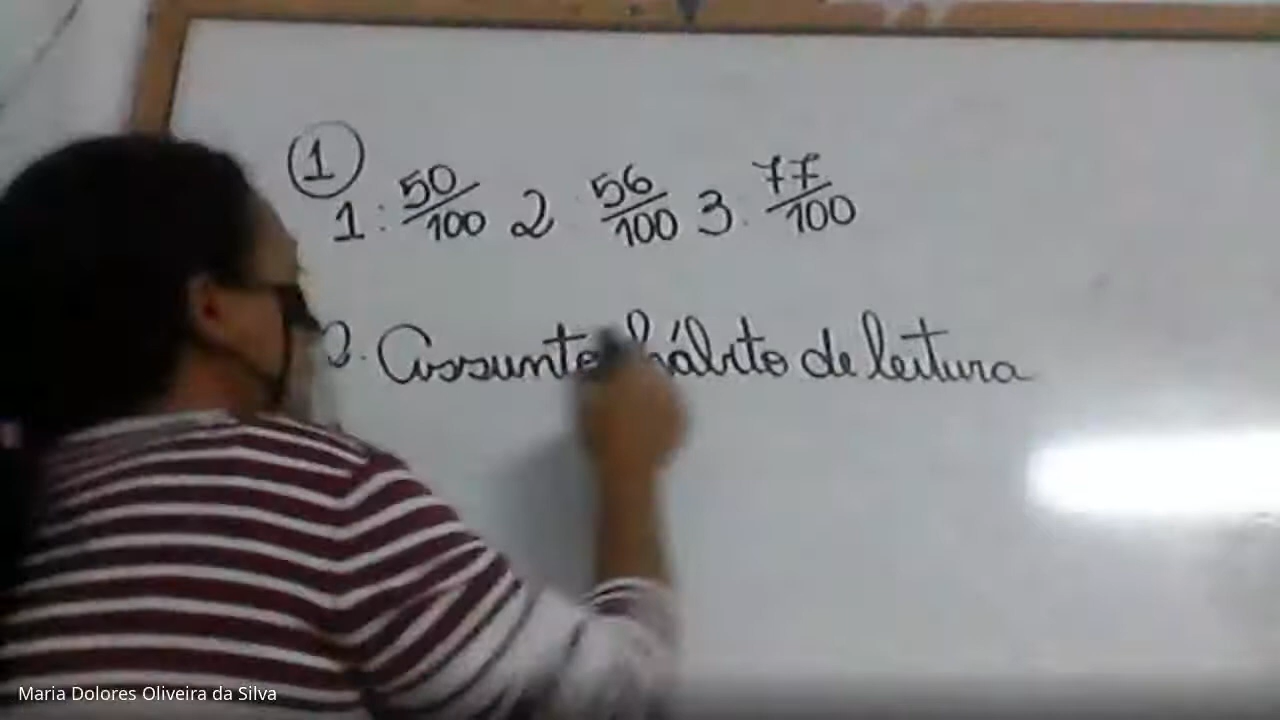 ①
1: 50/100 2: 56/100 3: 77/100
2. Assunto hábito de leitura
Maria Dolores Oliveira da Silva